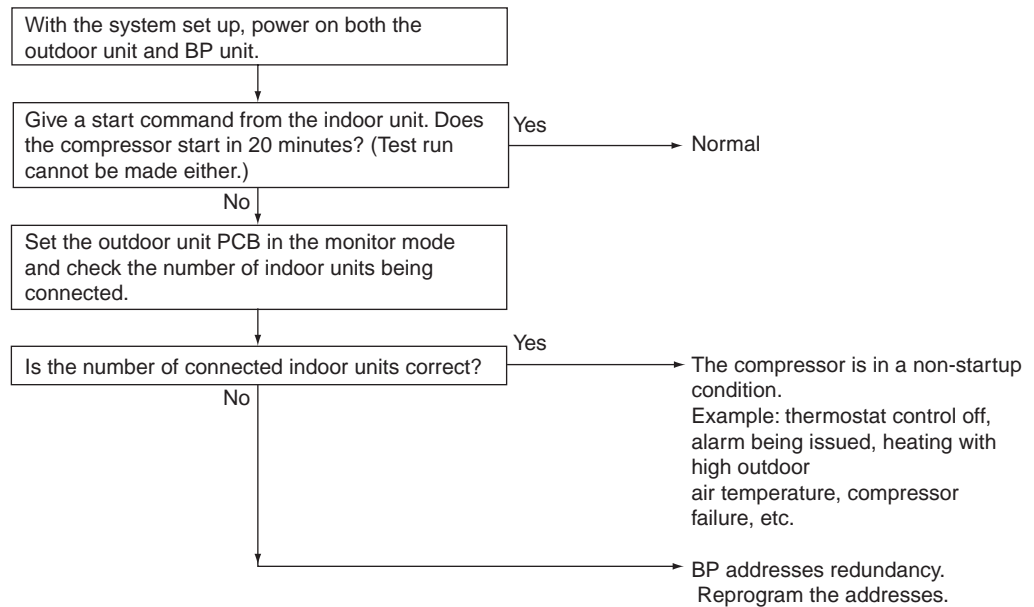 With the system set up, power on both the
outdoor unit and BP unit.
Give a start command from the indoor unit. Does
the compressor start in 20 minutes? (Test run
cannot be made either.)
Yes
Normal
No
Set the outdoor unit PCB in the monitor mode
and check the number of indoor units being
connected.
Is the number of connected indoor units correct?
Yes
The compressor is in a non-startup
condition.
Example: thermostat control off,
alarm being issued, heating with
high outdoor
air temperature, compressor
failure, etc.
No
BP addresses redundancy.
Reprogram the addresses.